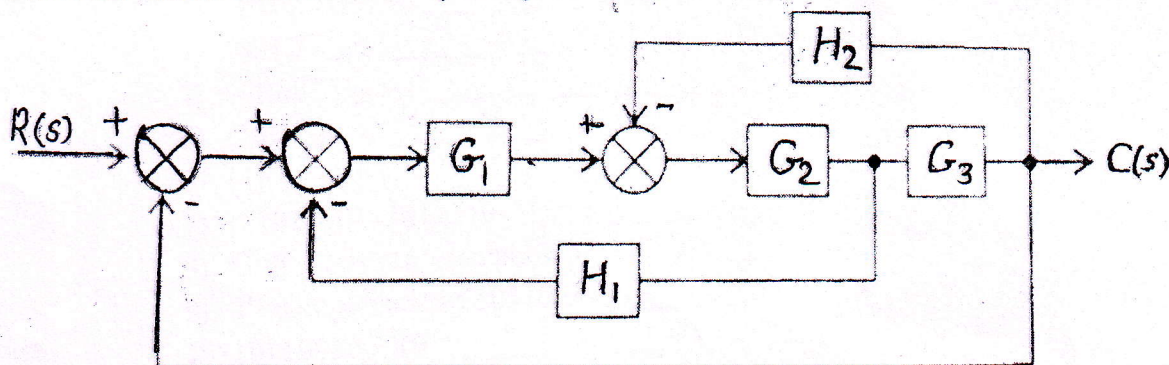 H₂
R(s) + + G₁ + - G₂ G₃ C(s)
- -
H₁